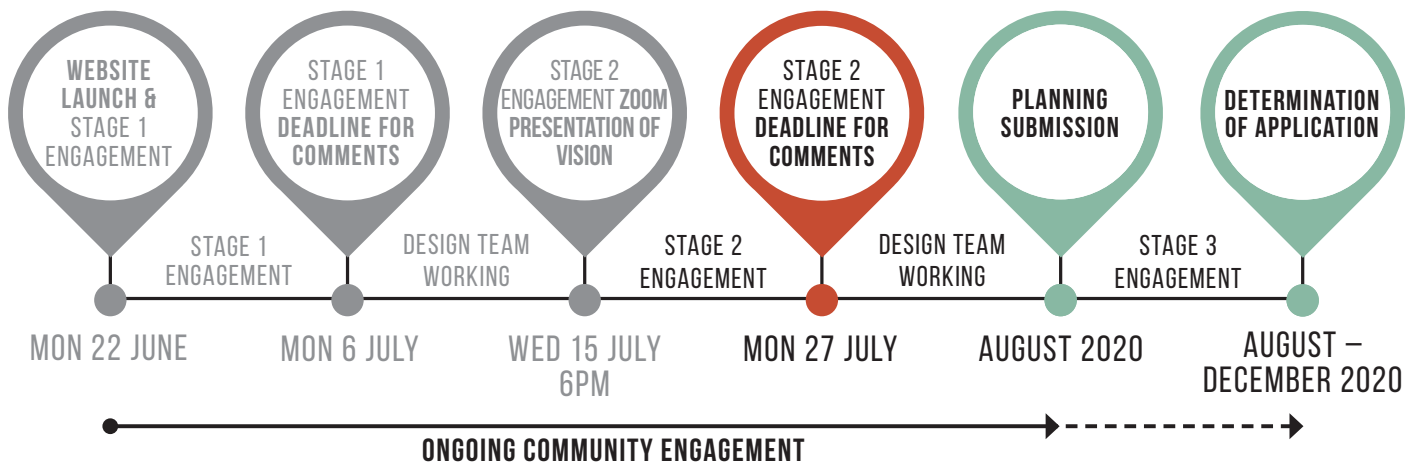 WEBSITE
LAUNCH &
STAGE 1
ENGAGEMENT
STAGE 1
ENGAGEMENT
DEADLINE FOR
COMMENTS
STAGE 2
ENGAGEMENT ZOOM
PRESENTATION OF
VISION
STAGE 2
ENGAGEMENT
DEADLINE FOR
COMMENTS
PLANNING
SUBMISSION
DETERMINATION
OF APPLICATION
STAGE 1
ENGAGEMENT
DESIGN TEAM
WORKING
STAGE 2
ENGAGEMENT
DESIGN TEAM
WORKING
STAGE 3
ENGAGEMENT
MON 22 JUNE
MON 6 JULY
WED 15 JULY
6PM
MON 27 JULY
AUGUST 2020
AUGUST –
DECEMBER 2020
ONGOING COMMUNITY ENGAGEMENT